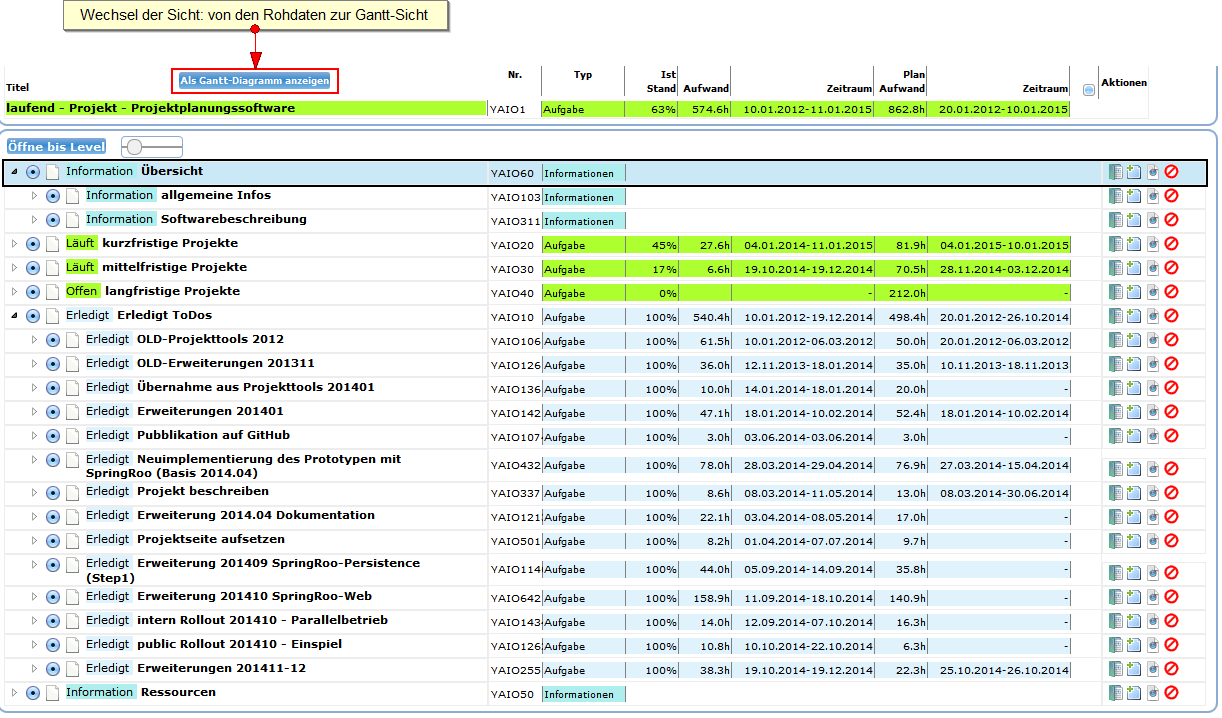 Wechsel der Sicht: von den Rohdaten zur Gantt-Sicht
Titel Als Gantt-Diagramm anzeigen Nr. Typ Ist Stand Aufwand Zeitraum Plan Aufwand Zeitraum Aktionen
laufend - Projekt - Projektplanungssoftware YAIO1 Aufgabe 63% 574.6h 10.01.2012-11.01.2015 862.8h 20.01.2012-10.01.2015
Öffne bis Level
Information Übersicht YAIO60 Informationen
Information allgemeine Infos YAIO103 Informationen
Information Softwarebeschreibung YAIO311 Informationen
Läuft kurzfristige Projekte YAIO20 Aufgabe 45% 27.6h 04.01.2014-11.01.2015 81.9h 04.01.2015-10.01.2015
Läuft mittelfristige Projekte YAIO30 Aufgabe 17% 6.6h 19.10.2014-19.12.2014 70.5h 28.11.2014-03.12.2014
Offen langfristige Projekte YAIO40 Aufgabe 0% - 212.0h -
Erledigt Erledigt ToDos YAIO10 Aufgabe 100% 540.4h 10.01.2012-19.12.2014 498.4h 20.01.2012-26.10.2014
Erledigt OLD-Projekttools 2012 YAIO106 Aufgabe 100% 61.5h 10.01.2012-06.03.2012 50.0h 20.01.2012-06.03.2012
Erledigt OLD-Erweiterungen 201311 YAIO126 Aufgabe 100% 36.0h 12.11.2013-18.01.2014 35.0h 10.11.2013-18.11.2013
Erledigt Übernahme aus Projekttools 201401 YAIO136 Aufgabe 100% 10.0h 14.01.2014-18.01.2014 20.0h -
Erledigt Erweiterungen 201401 YAIO142 Aufgabe 100% 47.1h 18.01.2014-10.02.2014 52.4h 18.01.2014-10.02.2014
Erledigt Pubblikation auf GitHub YAIO107 Aufgabe 100% 3.0h 03.06.2014-03.06.2014 3.0h -
Erledigt Neuimplementierung des Prototypen mit
SpringRoo (Basis 2014.04) YAIO432 Aufgabe 100% 78.0h 28.03.2014-29.04.2014 76.9h 27.03.2014-15.04.2014
Erledigt Projekt beschreiben YAIO337 Aufgabe 100% 8.6h 08.03.2014-11.05.2014 13.0h 08.03.2014-30.06.2014
Erledigt Erweiterung 2014.04 Dokumentation YAIO121 Aufgabe 100% 22.1h 03.04.2014-08.05.2014 17.0h -
Erledigt Projektseite aufsetzen YAIO501 Aufgabe 100% 8.2h 01.04.2014-07.07.2014 9.7h -
Erledigt Erweiterung 201409 SpringRoo-Persistence
(Step1) YAIO114 Aufgabe 100% 44.0h 05.09.2014-14.09.2014 35.8h -
Erledigt Erweiterung 201410 SpringRoo-Web YAIO642 Aufgabe 100% 158.9h 11.09.2014-18.10.2014 140.9h -
Erledigt intern Rollout 201410 - Parallelbetrieb YAIO143 Aufgabe 100% 14.0h 12.09.2014-07.10.2014 16.3h -
Erledigt public Rollout 201410 - Einspiel YAIO126 Aufgabe 100% 10.8h 10.10.2014-22.10.2014 6.3h -
Erledigt Erweiterungen 201411-12 YAIO255 Aufgabe 100% 38.3h 19.10.2014-19.12.2014 22.3h 25.10.2014-26.10.2014
Information Ressourcen YAIO50 Informationen